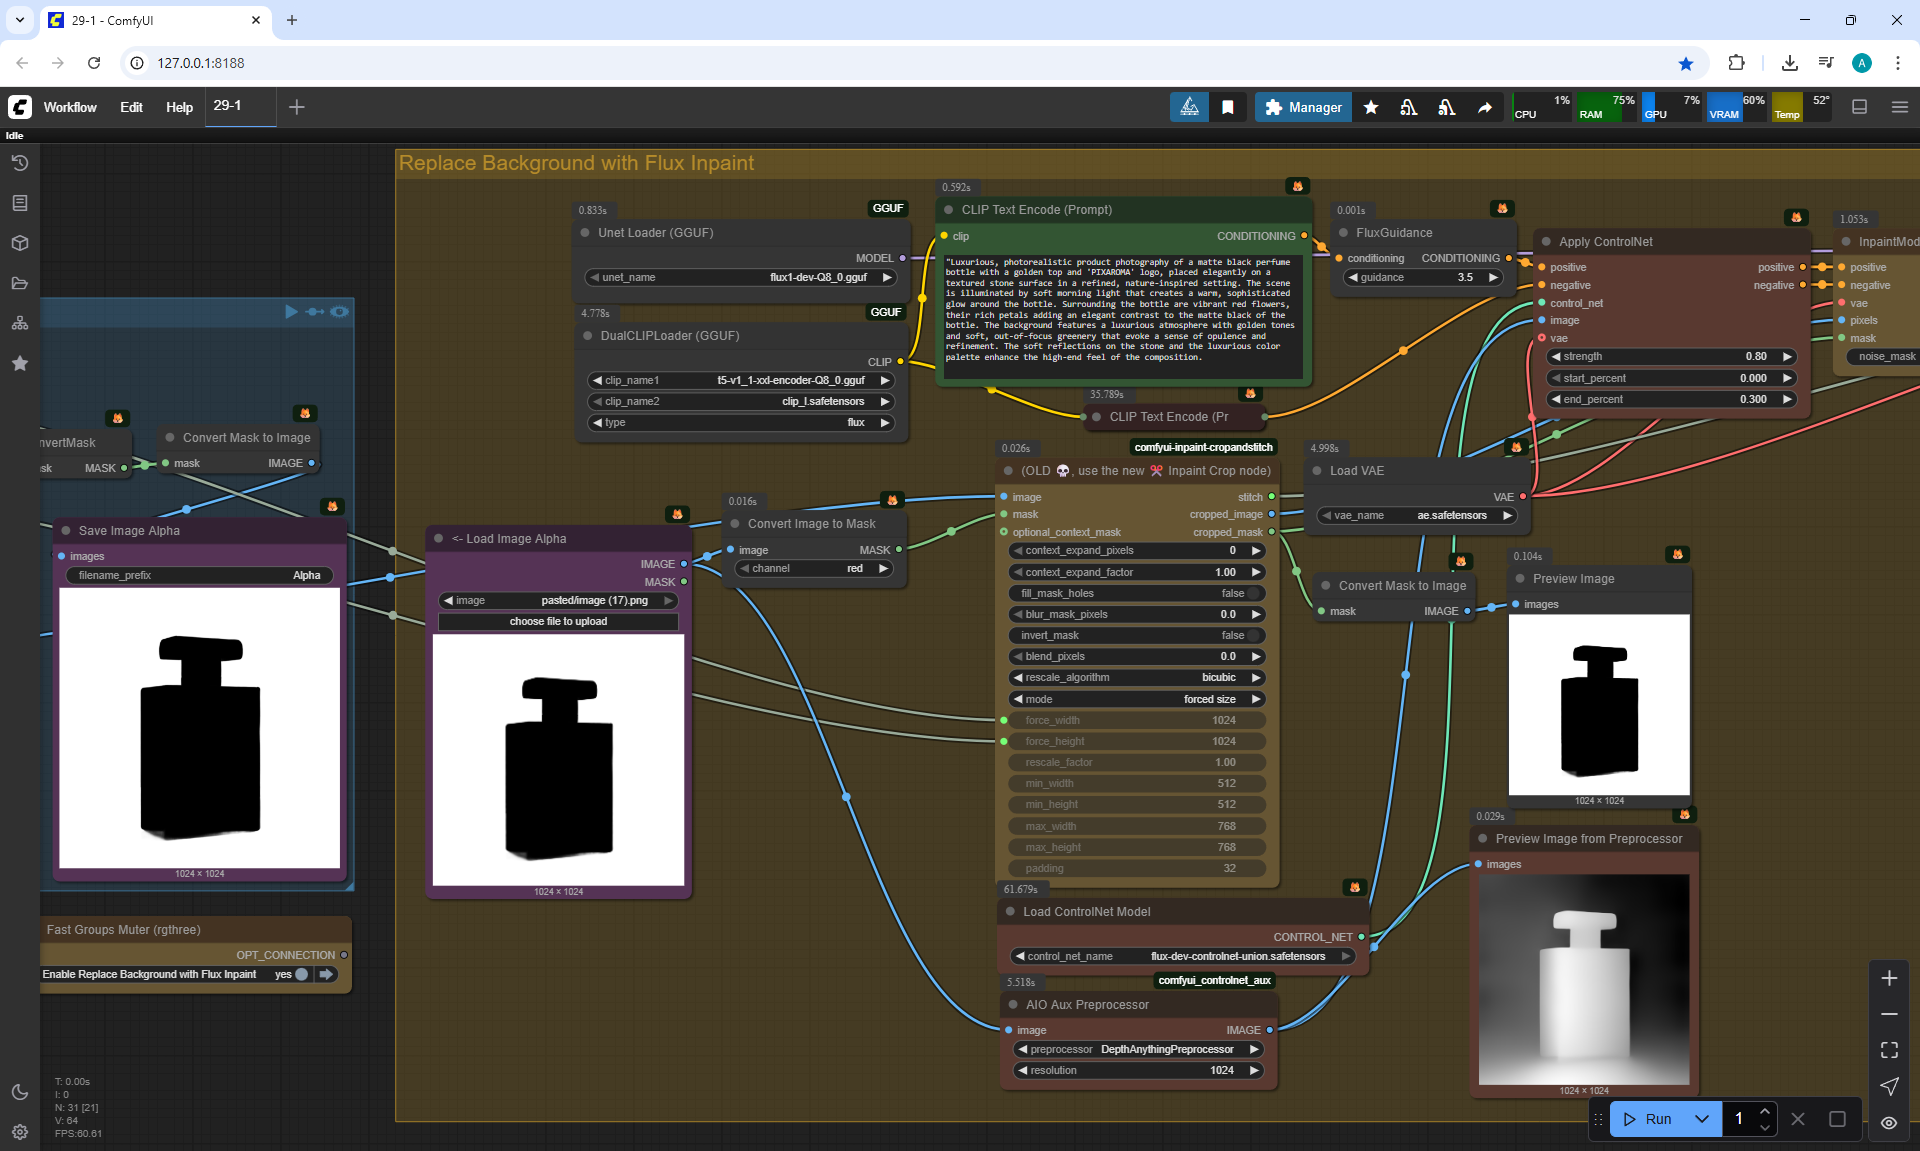 29-1 - ComfyUI
127.0.0.1:8188
A
Workflow
Edit
Help
29-1
Manager
CPU
1%
RAM
75%
GPU
7%
VRAM
60%
Temp
52°
Idle
Replace Background with Flux Inpaint
0.833s
GGUF
Unet Loader (GGUF)
MODEL
unet_name
flux1-dev-Q8_0.gguf
4.778s
GGUF
DualCLIPLoader (GGUF)
CLIP
clip_name1
t5-v1_1-xxl-encoder-Q8_0.gguf
clip_name2
clip_l.safetensors
type
flux
0.592s
CLIP Text Encode (Prompt)
clip
CONDITIONING
"Luxurious, photorealistic product photography of a matte black perfume
bottle with a golden top and 'PIXAROMA' logo, placed elegantly on a
textured stone surface in a refined, nature-inspired setting. The scene
is illuminated by soft morning light that creates a warm, sophisticated
glow around the bottle. Surrounding the bottle are vibrant red flowers,
their rich petals adding an elegant contrast to the matte black of the
bottle. The background features a luxurious atmosphere with golden tones
and soft, out-of-focus greenery that evoke a sense of opulence and
refinement. The soft reflections on the stone and the luxurious color
palette enhance the high-end feel of the composition.
35.789s
CLIP Text Encode (Pr
0.001s
FluxGuidance
conditioning
CONDITIONING
guidance
3.5
Apply ControlNet
positive
positive
negative
negative
control_net
image
vae
strength
0.80
start_percent
0.000
end_percent
0.300
1.053s
InpaintMod
positive
negative
vae
pixels
mask
noise_mask
nvertMask
sk
MASK
Convert Mask to Image
mask
IMAGE
Save Image Alpha
images
filename_prefix
Alpha
1024 × 1024
<- Load Image Alpha
IMAGE
MASK
image
pasted/image (17).png
choose file to upload
1024 × 1024
0.016s
Convert Image to Mask
image
MASK
channel
red
0.026s
comfyui-inpaint-cropandstitch
(OLD 💀, use the new ✂️ Inpaint Crop node)
image
stitch
mask
cropped_image
optional_context_mask
cropped_mask
context_expand_pixels
0
context_expand_factor
1.00
fill_mask_holes
false
blur_mask_pixels
0.0
invert_mask
false
blend_pixels
0.0
rescale_algorithm
bicubic
mode
forced size
force_width
1024
force_height
1024
rescale_factor
1.00
min_width
512
min_height
512
max_width
768
max_height
768
padding
32
4.998s
Load VAE
VAE
vae_name
ae.safetensors
Convert Mask to Image
mask
IMAGE
0.104s
Preview Image
images
1024 × 1024
0.029s
Preview Image from Preprocessor
images
1024 × 1024
61.679s
Load ControlNet Model
CONTROL_NET
control_net_name
flux-dev-controlnet-union.safetensors
5.518s
comfyui_controlnet_aux
AIO Aux Preprocessor
image
IMAGE
preprocessor
DepthAnythingPreprocessor
resolution
1024
Fast Groups Muter (rgthree)
OPT_CONNECTION
Enable Replace Background with Flux Inpaint
yes
T: 0.00s
I: 0
N: 31 [21]
V: 64
FPS:60.61
Run
1